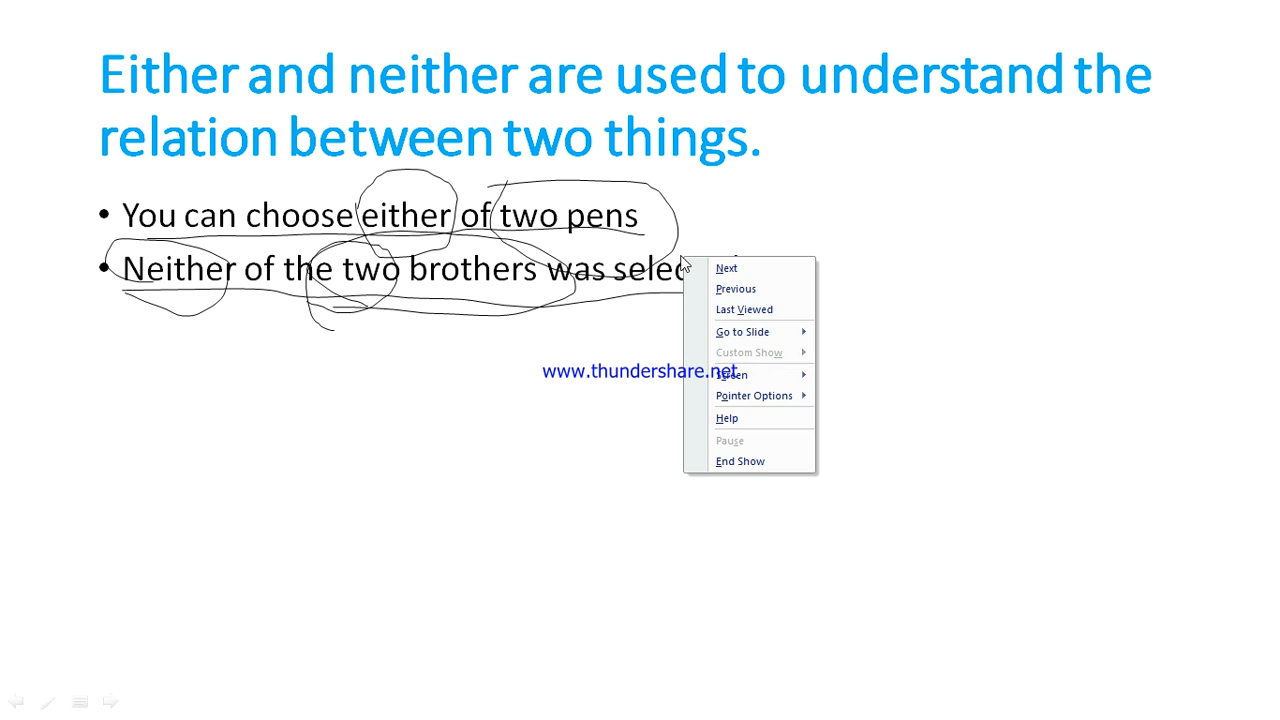 Either and neither are used to understand the
relation between two things.
• You can choose either of two pens
• Neither of the two brothers was selec
Next
Previous
Last Viewed
Go to Slide
Custom Show
www.thundershare.net
Screen
Pointer Options
Help
Pause
End Show